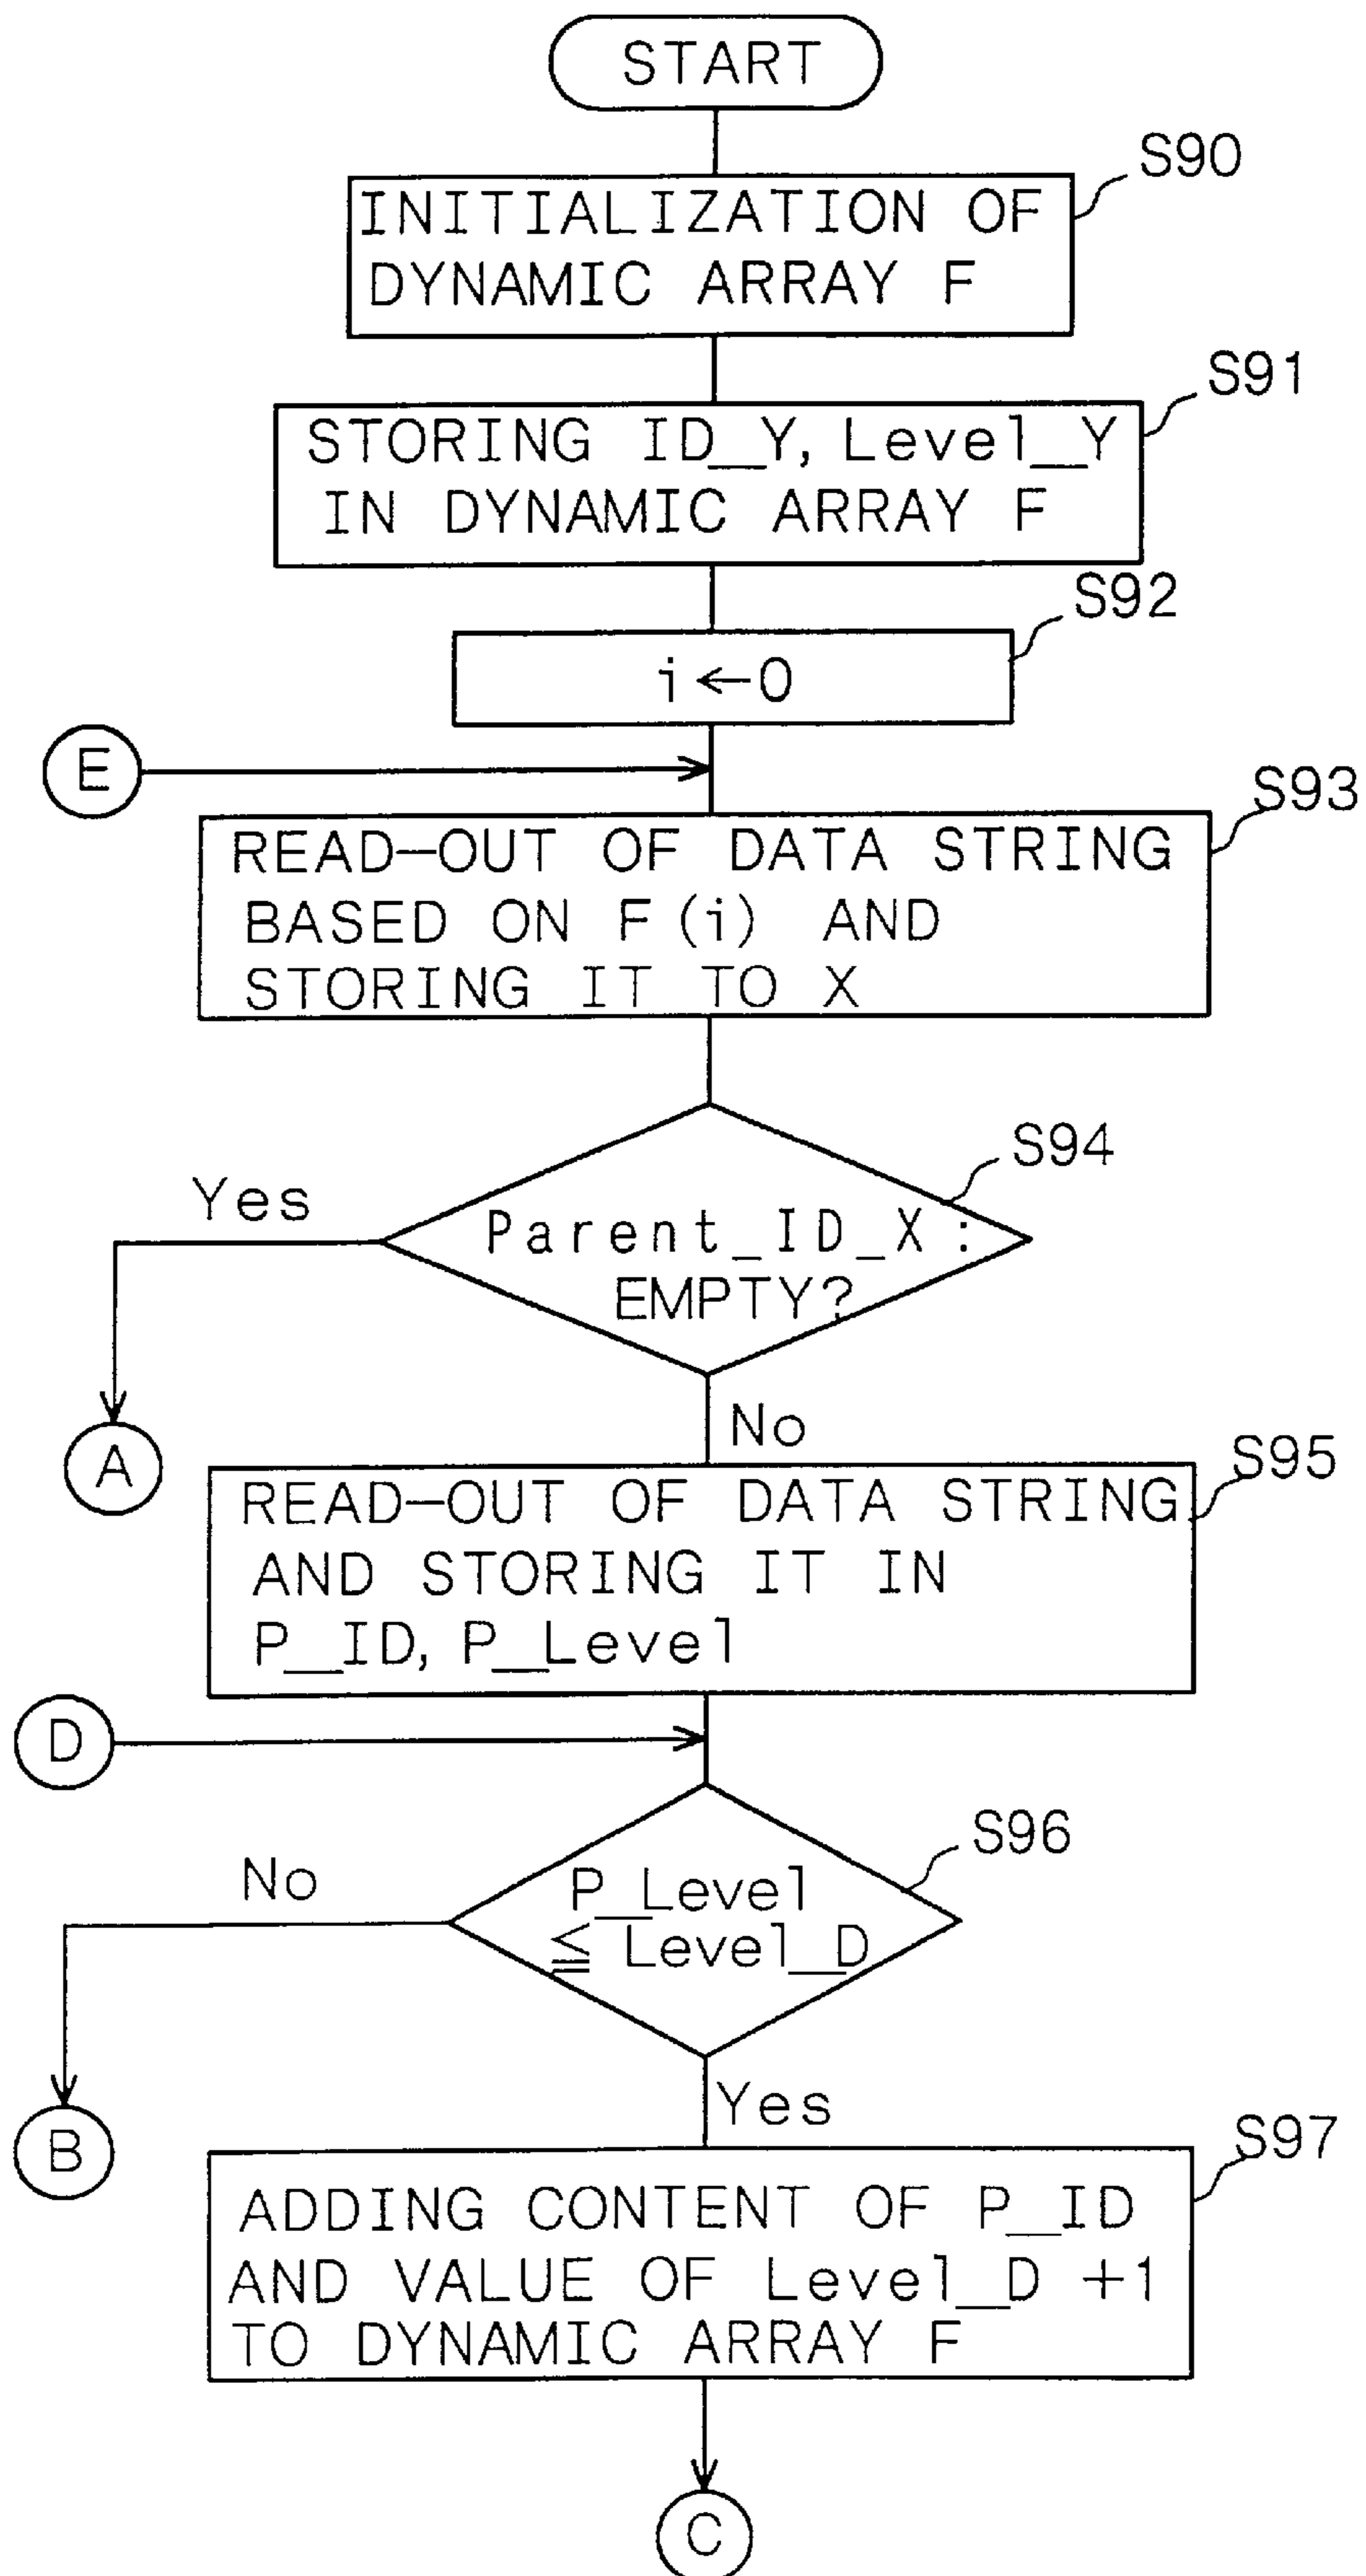 START
S90
INITIALIZATION OF
DYNAMIC ARRAY F
S91
STORING ID_Y, Level_Y
IN DYNAMIC ARRAY F
S92
i←0
E
S93
READ-OUT OF DATA STRING
BASED ON F(i) AND
STORING IT TO X
S94
Yes
Parent_ID_X:
EMPTY?
A
No
S95
READ-OUT OF DATA STRING
AND STORING IT IN
P_ID, P_Level
D
S96
No
P_Level
≦ Level_D
B
Yes
S97
ADDING CONTENT OF P_ID
AND VALUE OF Level_D +1
TO DYNAMIC ARRAY F
C